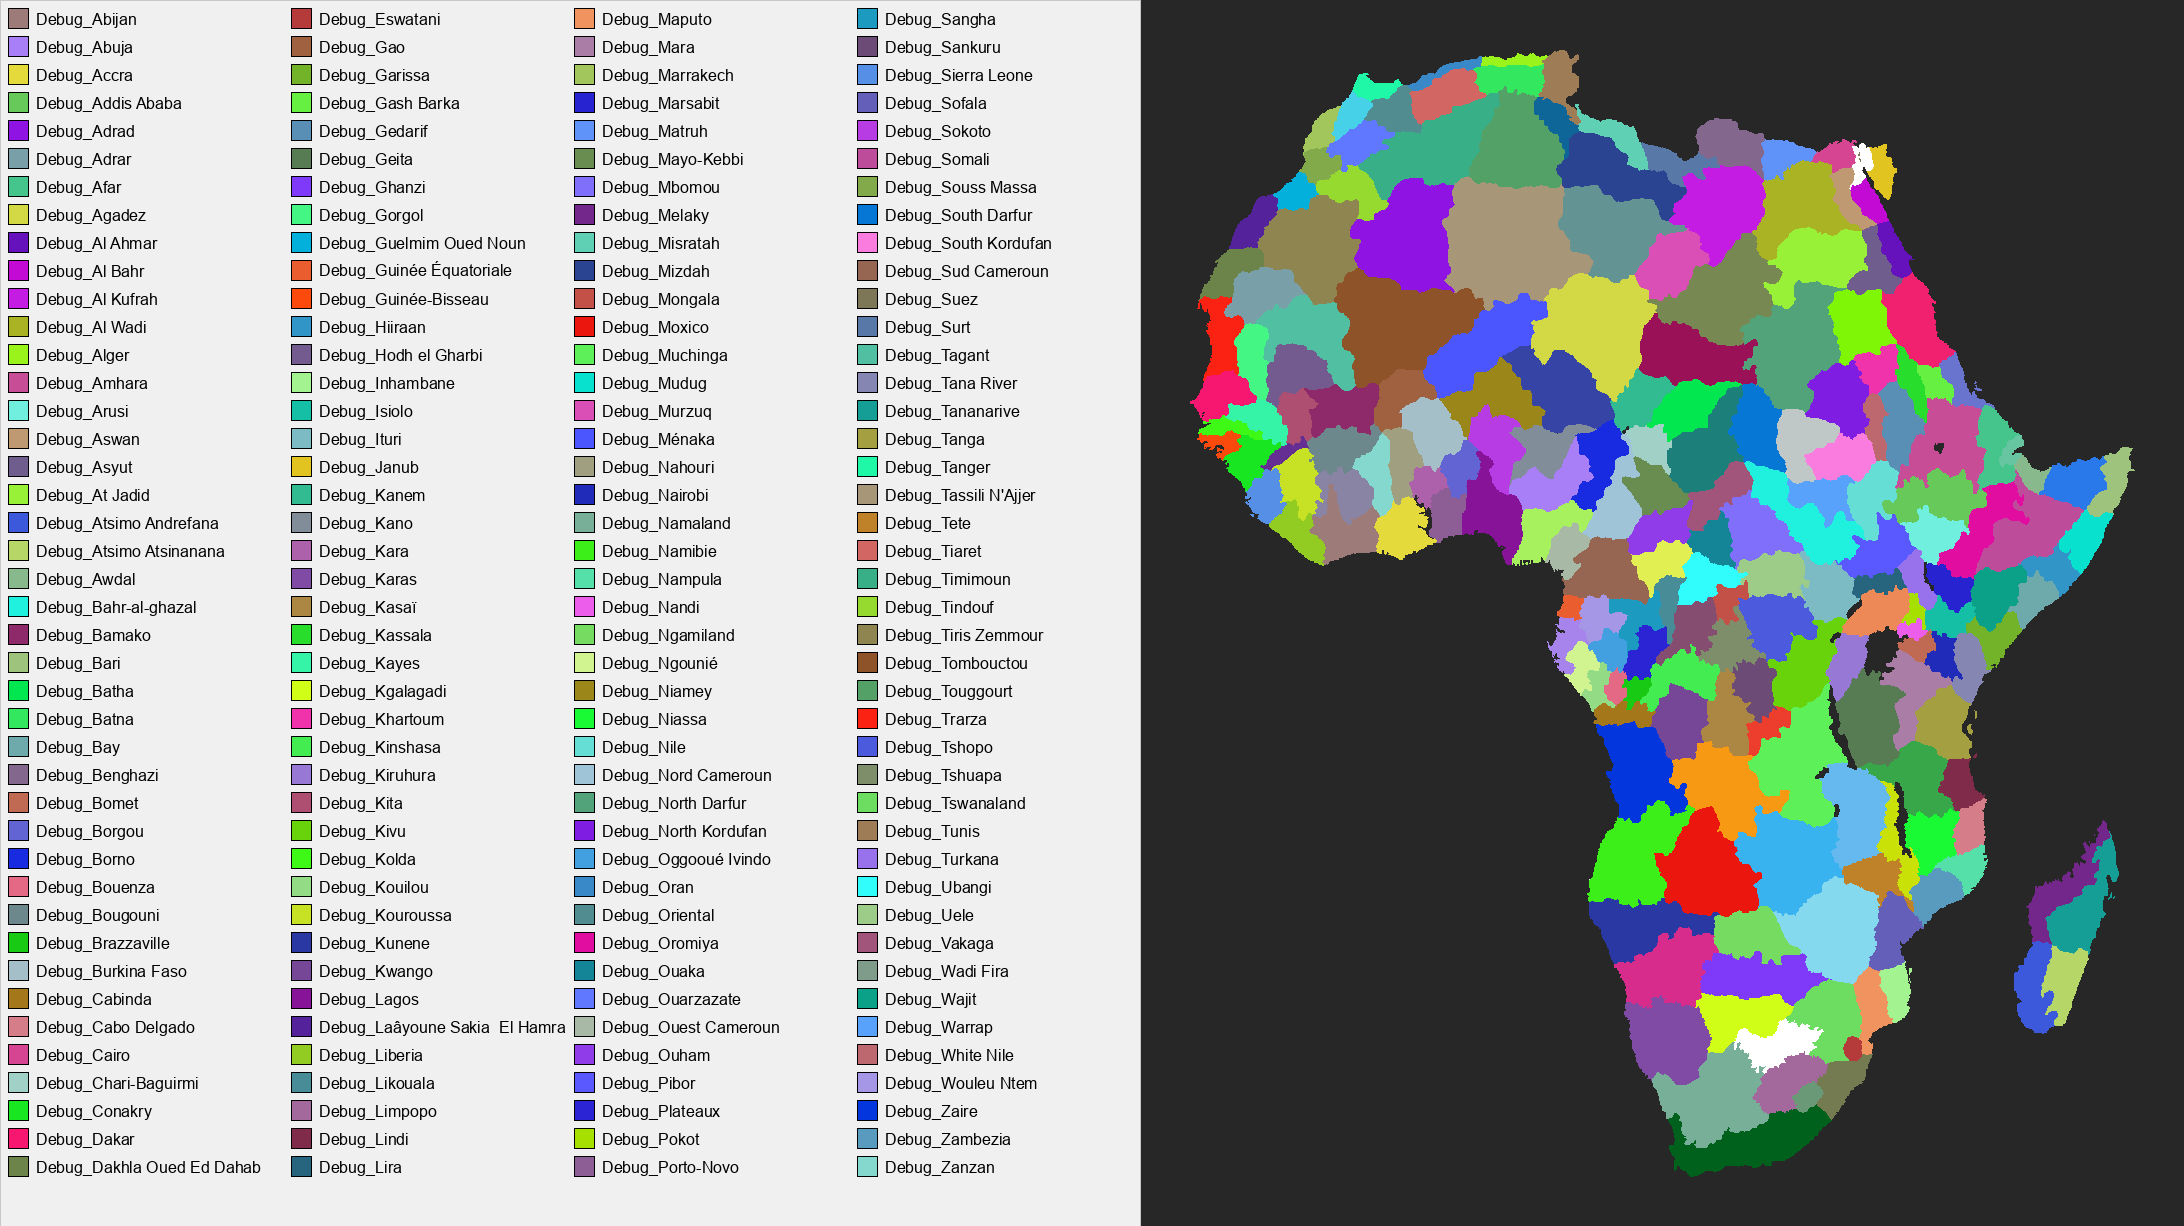 Debug_Abijan
Debug_Abuja
Debug_Accra
Debug_Addis Ababa
Debug_Adrad
Debug_Adrar
Debug_Afar
Debug_Agadez
Debug_Al Ahmar
Debug_Al Bahr
Debug_Al Kufrah
Debug_Al Wadi
Debug_Alger
Debug_Amhara
Debug_Arusi
Debug_Aswan
Debug_Asyut
Debug_At Jadid
Debug_Atsimo Andrefana
Debug_Atsimo Atsinanana
Debug_Awdal
Debug_Bahr-al-ghazal
Debug_Bamako
Debug_Bari
Debug_Batha
Debug_Batna
Debug_Bay
Debug_Benghazi
Debug_Bomet
Debug_Borgou
Debug_Borno
Debug_Bouenza
Debug_Bougouni
Debug_Brazzaville
Debug_Burkina Faso
Debug_Cabinda
Debug_Cabo Delgado
Debug_Cairo
Debug_Chari-Baguirmi
Debug_Conakry
Debug_Dakar
Debug_Dakhla Oued Ed Dahab
Debug_Eswatani
Debug_Gao
Debug_Garissa
Debug_Gash Barka
Debug_Gedarif
Debug_Geita
Debug_Ghanzi
Debug_Gorgol
Debug_Guelmim Oued Noun
Debug_Guinée Équatoriale
Debug_Guinée-Bisseau
Debug_Hiiraan
Debug_Hodh el Gharbi
Debug_Inhambane
Debug_Isiolo
Debug_Ituri
Debug_Janub
Debug_Kanem
Debug_Kano
Debug_Kara
Debug_Karas
Debug_Kasaï
Debug_Kassala
Debug_Kayes
Debug_Kgalagadi
Debug_Khartoum
Debug_Kinshasa
Debug_Kiruhura
Debug_Kita
Debug_Kivu
Debug_Kolda
Debug_Kouilou
Debug_Kouroussa
Debug_Kunene
Debug_Kwango
Debug_Lagos
Debug_Laâyoune Sakia  El Hamra
Debug_Liberia
Debug_Likouala
Debug_Limpopo
Debug_Lindi
Debug_Lira
Debug_Maputo
Debug_Mara
Debug_Marrakech
Debug_Marsabit
Debug_Matruh
Debug_Mayo-Kebbi
Debug_Mbomou
Debug_Melaky
Debug_Misratah
Debug_Mizdah
Debug_Mongala
Debug_Moxico
Debug_Muchinga
Debug_Mudug
Debug_Murzuq
Debug_Ménaka
Debug_Nahouri
Debug_Nairobi
Debug_Namaland
Debug_Namibie
Debug_Nampula
Debug_Nandi
Debug_Ngamiland
Debug_Ngounié
Debug_Niamey
Debug_Niassa
Debug_Nile
Debug_Nord Cameroun
Debug_North Darfur
Debug_North Kordufan
Debug_Oggooué Ivindo
Debug_Oran
Debug_Oriental
Debug_Oromiya
Debug_Ouaka
Debug_Ouarzazate
Debug_Ouest Cameroun
Debug_Ouham
Debug_Pibor
Debug_Plateaux
Debug_Pokot
Debug_Porto-Novo
Debug_Sangha
Debug_Sankuru
Debug_Sierra Leone
Debug_Sofala
Debug_Sokoto
Debug_Somali
Debug_Souss Massa
Debug_South Darfur
Debug_South Kordufan
Debug_Sud Cameroun
Debug_Suez
Debug_Surt
Debug_Tagant
Debug_Tana River
Debug_Tananarive
Debug_Tanga
Debug_Tanger
Debug_Tassili N'Ajjer
Debug_Tete
Debug_Tiaret
Debug_Timimoun
Debug_Tindouf
Debug_Tiris Zemmour
Debug_Tombouctou
Debug_Touggourt
Debug_Trarza
Debug_Tshopo
Debug_Tshuapa
Debug_Tswanaland
Debug_Tunis
Debug_Turkana
Debug_Ubangi
Debug_Uele
Debug_Vakaga
Debug_Wadi Fira
Debug_Wajit
Debug_Warrap
Debug_White Nile
Debug_Wouleu Ntem
Debug_Zaire
Debug_Zambezia
Debug_Zanzan